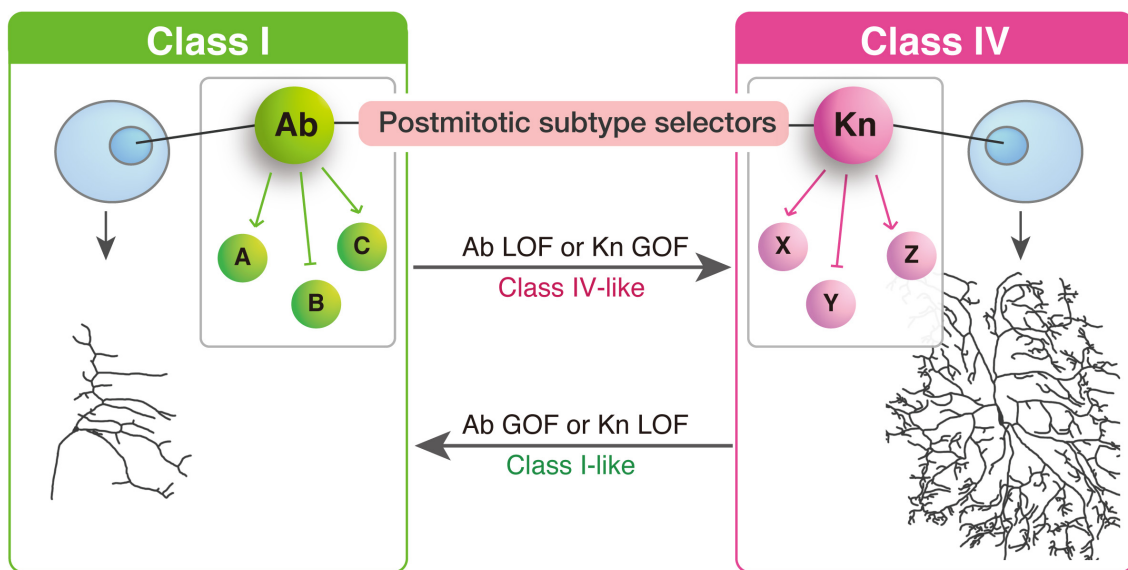 Class I
Class IV
Ab
Postmitotic subtype selectors
Kn
A
C
B
X
Z
Y
Ab LOF or Kn GOF
Class IV-like
Ab GOF or Kn LOF
Class I-like